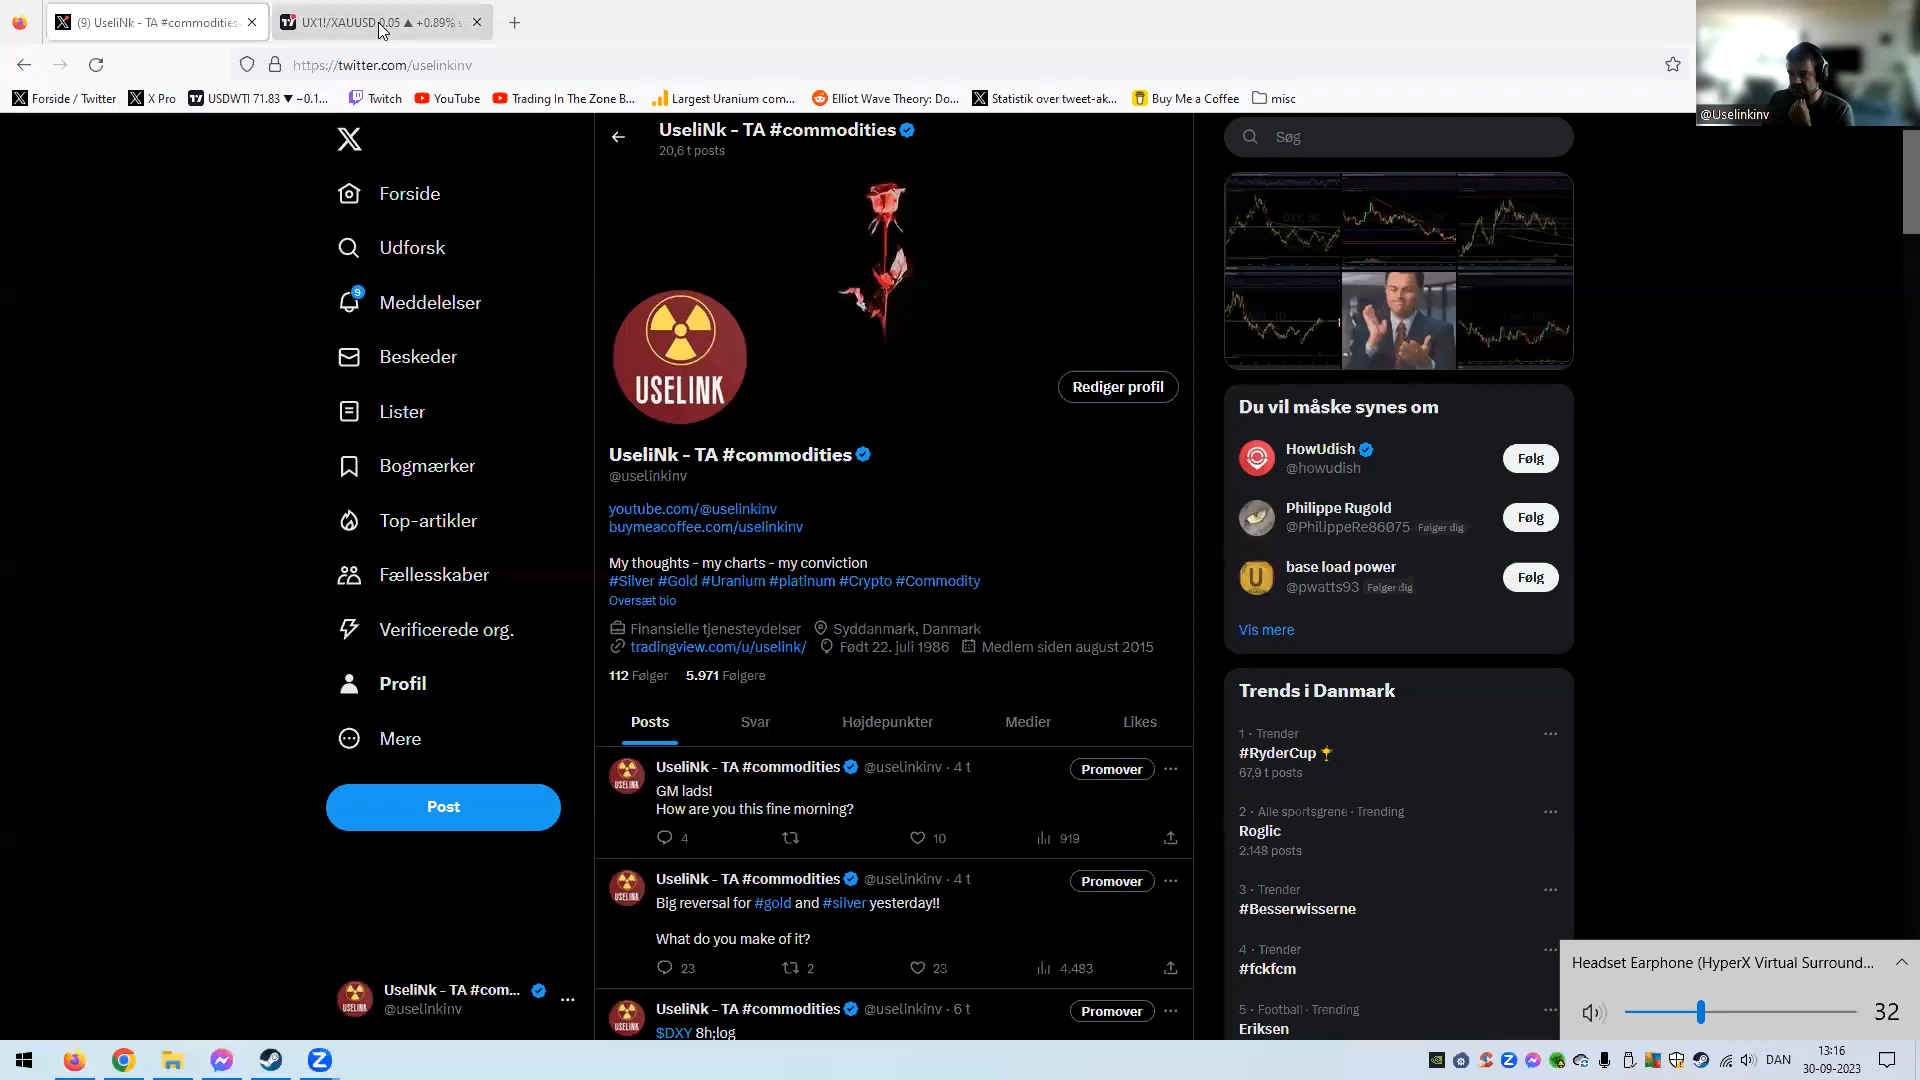 (9) UseliNk - TA #commodities
UX1!/XAUUSD 0.05 ▲ +0.89%
https://twitter.com/uselinkinv
Forside / Twitter
X Pro
USDWTI 71.83 ▼ −0.1...
Twitch
YouTube
Trading In The Zone B...
Largest Uranium com...
Elliot Wave Theory: Do...
Statistik over tweet-ak...
Buy Me a Coffee
misc
@Uselinkinv
Forside
Udforsk
9
Meddelelser
Beskeder
Lister
Bogmærker
Top-artikler
Fællesskaber
Verificerede org.
Profil
Mere
Post
UseliNk - TA #com...
@uselinkinv
UseliNk - TA #commodities
20,6 t posts
USELINK
Rediger profil
UseliNk - TA #commodities
@uselinkinv
youtube.com/@uselinkinv
buymeacoffee.com/uselinkinv
My thoughts - my charts - my conviction
#Silver #Gold #Uranium #platinum #Crypto #Commodity
Oversæt bio
Finansielle tjenesteydelser Syddanmark, Danmark
tradingview.com/u/uselink/ Født 22. juli 1986 Medlem siden august 2015
112 Følger 5.971 Følgere
Posts Svar Højdepunkter Medier Likes
UseliNk - TA #commodities @uselinkinv · 4 t
Promover
GM lads!
How are you this fine morning?
4 10 919
UseliNk - TA #commodities @uselinkinv · 4 t
Promover
Big reversal for #gold and #silver yesterday!!
What do you make of it?
23 2 23 4.483
UseliNk - TA #commodities @uselinkinv · 6 t
Promover
$DXY 8h;log
Søg
Du vil måske synes om
HowUdish
@howudish
Følg
Philippe Rugold
@PhilippeRe86075 Følger dig
Følg
base load power
@pwatts93 Følger dig
Følg
Vis mere
Trends i Danmark
1 · Trender
#RyderCup
67,9 t posts
2 · Alle sportsgrene · Trending
Roglic
2.148 posts
3 · Trender
#Besserwisserne
4 · Trender
#fckfcm
5 · Football · Trending
Eriksen
Headset Earphone (HyperX Virtual Surround...
32
DAN
13:16
30-09-2023